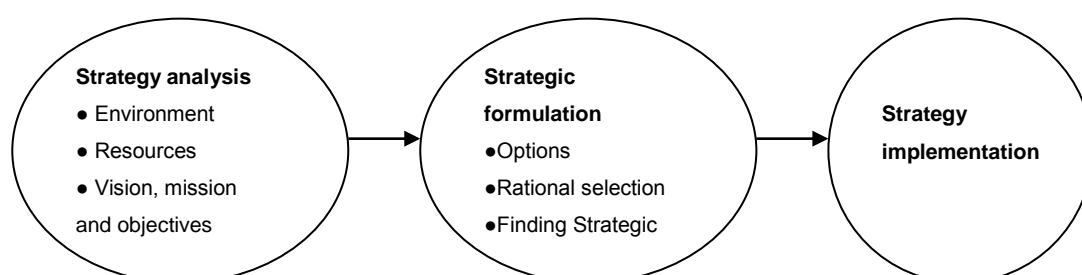 Strategy analysis
● Environment
● Resources
● Vision, mission
and objectives
Strategic
formulation
●Options
●Rational selection
●Finding Strategic
Strategy
implementation